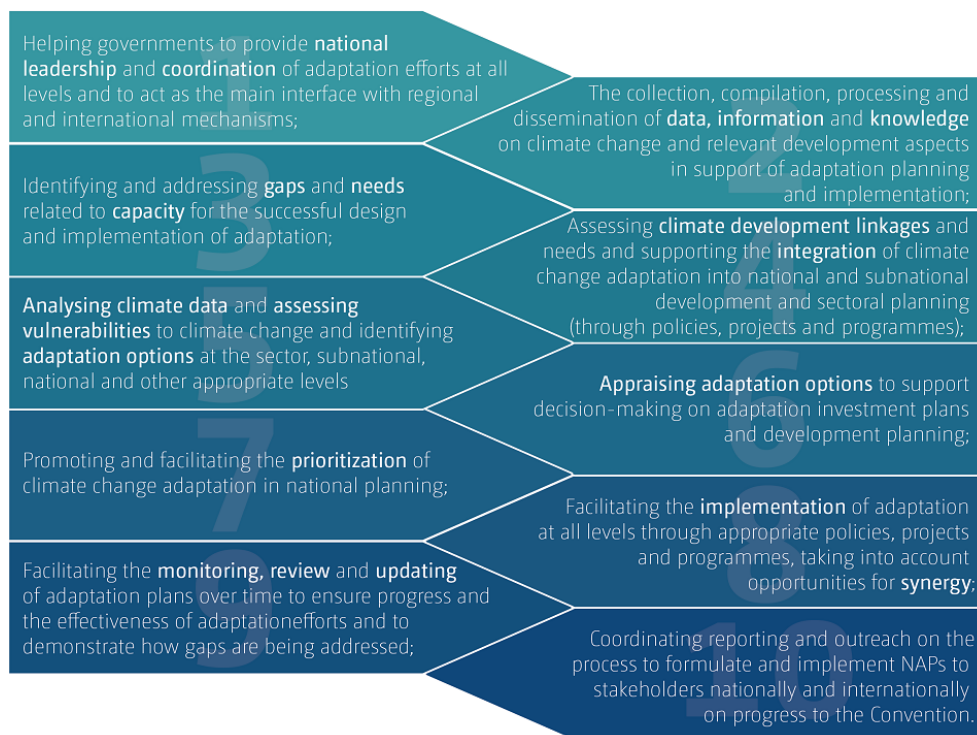 1
Helping governments to provide national
leadership and coordination of adaptation efforts at all
levels and to act as the main interface with regional
and international mechanisms;
2
The collection, compilation, processing and
dissemination of data, information and knowledge
on climate change and relevant development aspects
in support of adaptation planning
and implementation;
3
Identifying and addressing gaps and needs
related to capacity for the successful design
and implementation of adaptation;
4
Assessing climate development linkages and
needs and supporting the integration of climate
change adaptation into national and subnational
development and sectoral planning
(through policies, projects and programmes);
5
Analysing climate data and assessing
vulnerabilities to climate change and identifying
adaptation options at the sector, subnational,
national and other appropriate levels
6
Appraising adaptation options to support
decision-making on adaptation investment plans
and development planning;
7
Promoting and facilitating the prioritization of
climate change adaptation in national planning;
8
Facilitating the implementation of adaptation
at all levels through appropriate policies, projects
and programmes, taking into account
opportunities for synergy;
9
Facilitating the monitoring, review and updating
of adaptation plans over time to ensure progress and
the effectiveness of adaptationefforts and to
demonstrate how gaps are being addressed;
10
Coordinating reporting and outreach on the
process to formulate and implement NAPs to
stakeholders nationally and internationally
on progress to the Convention.